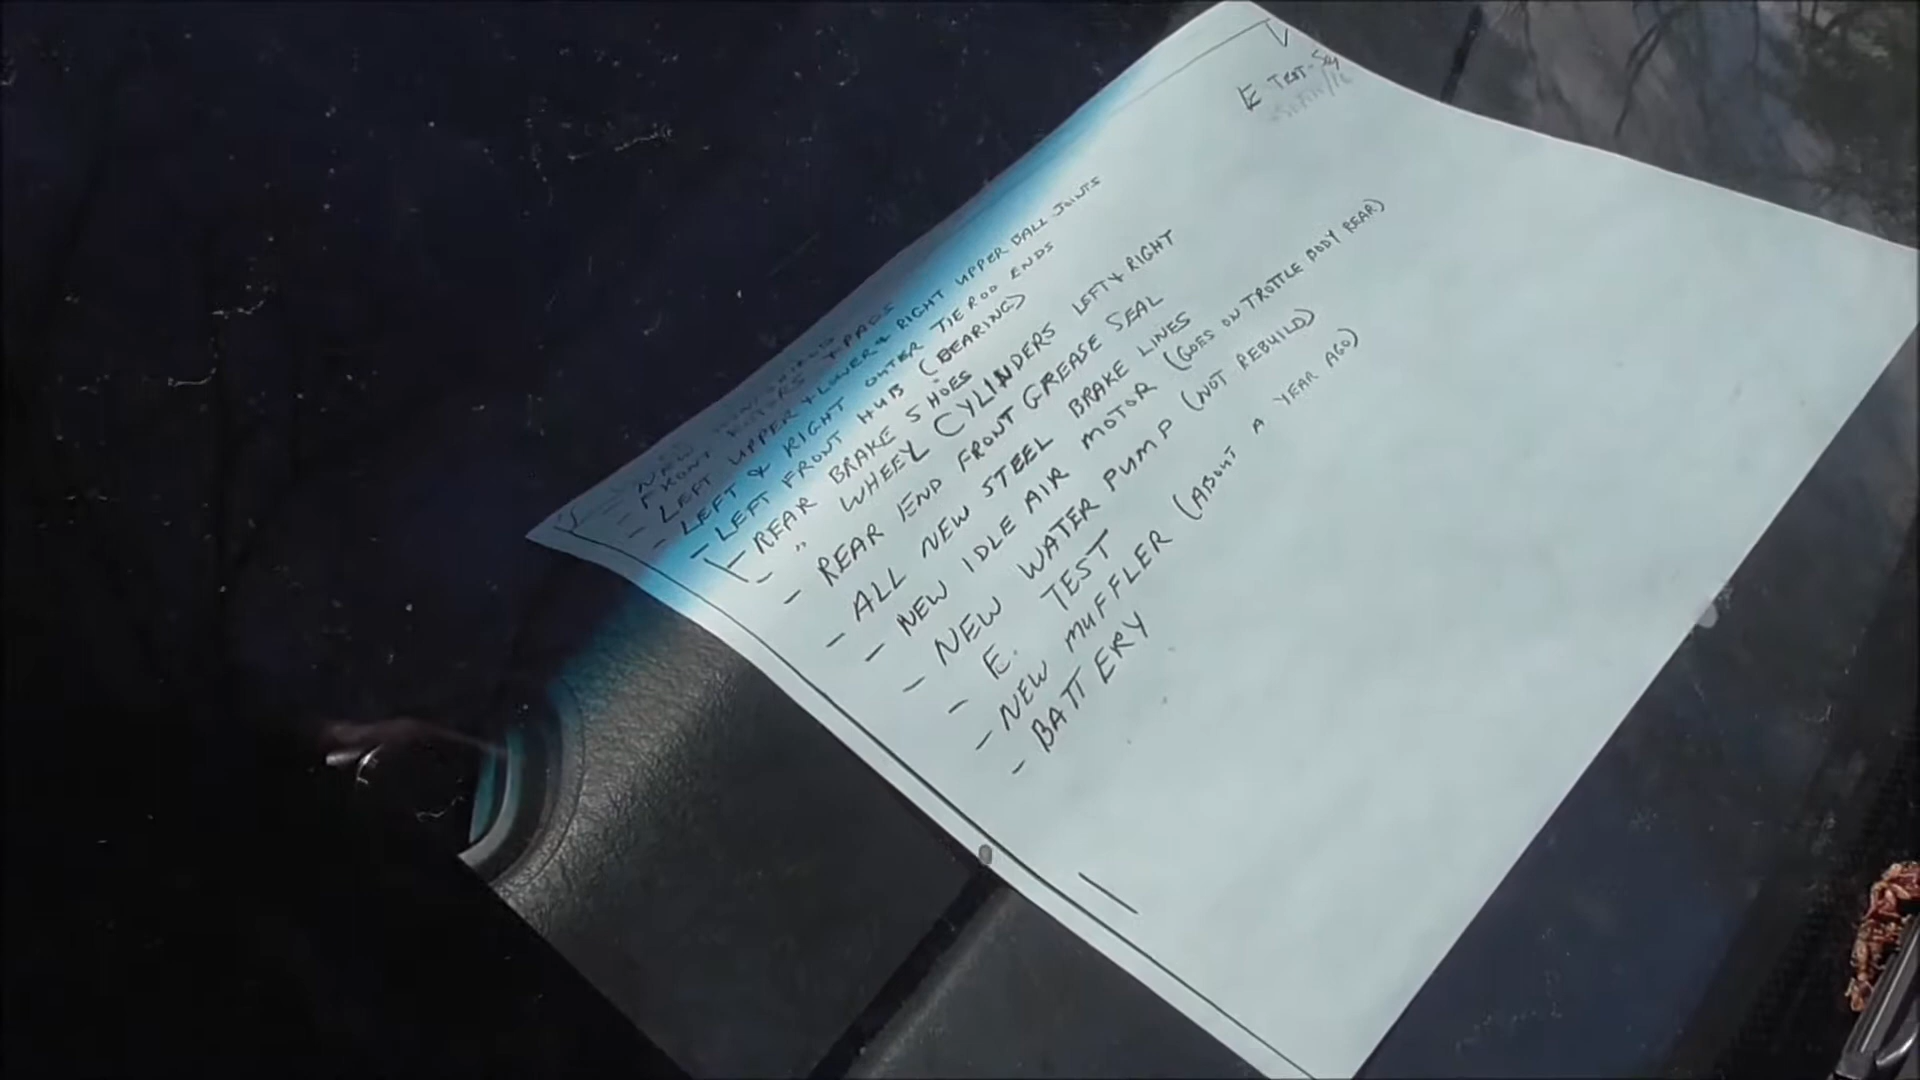 E TEST - 
NEW
FRONT ROTORS + PADS
- LEFT UPPER & LOWER & RIGHT UPPER BALL JOINTS
- LEFT & RIGHT OUTER TIE ROD ENDS
- LEFT FRONT HUB (BEARING)
- REAR BRAKE SHOES
- " WHEEL CYLINDERS LEFT & RIGHT
- REAR END FRONT GREASE SEAL
- ALL NEW STEEL BRAKE LINES
- NEW IDLE AIR MOTOR (GOES ON TROTTLE BODY REAR)
- NEW WATER PUMP (NOT REBUILD)
- E. TEST
- NEW MUFFLER (ABOUT A YEAR AGO)
- BATTERY